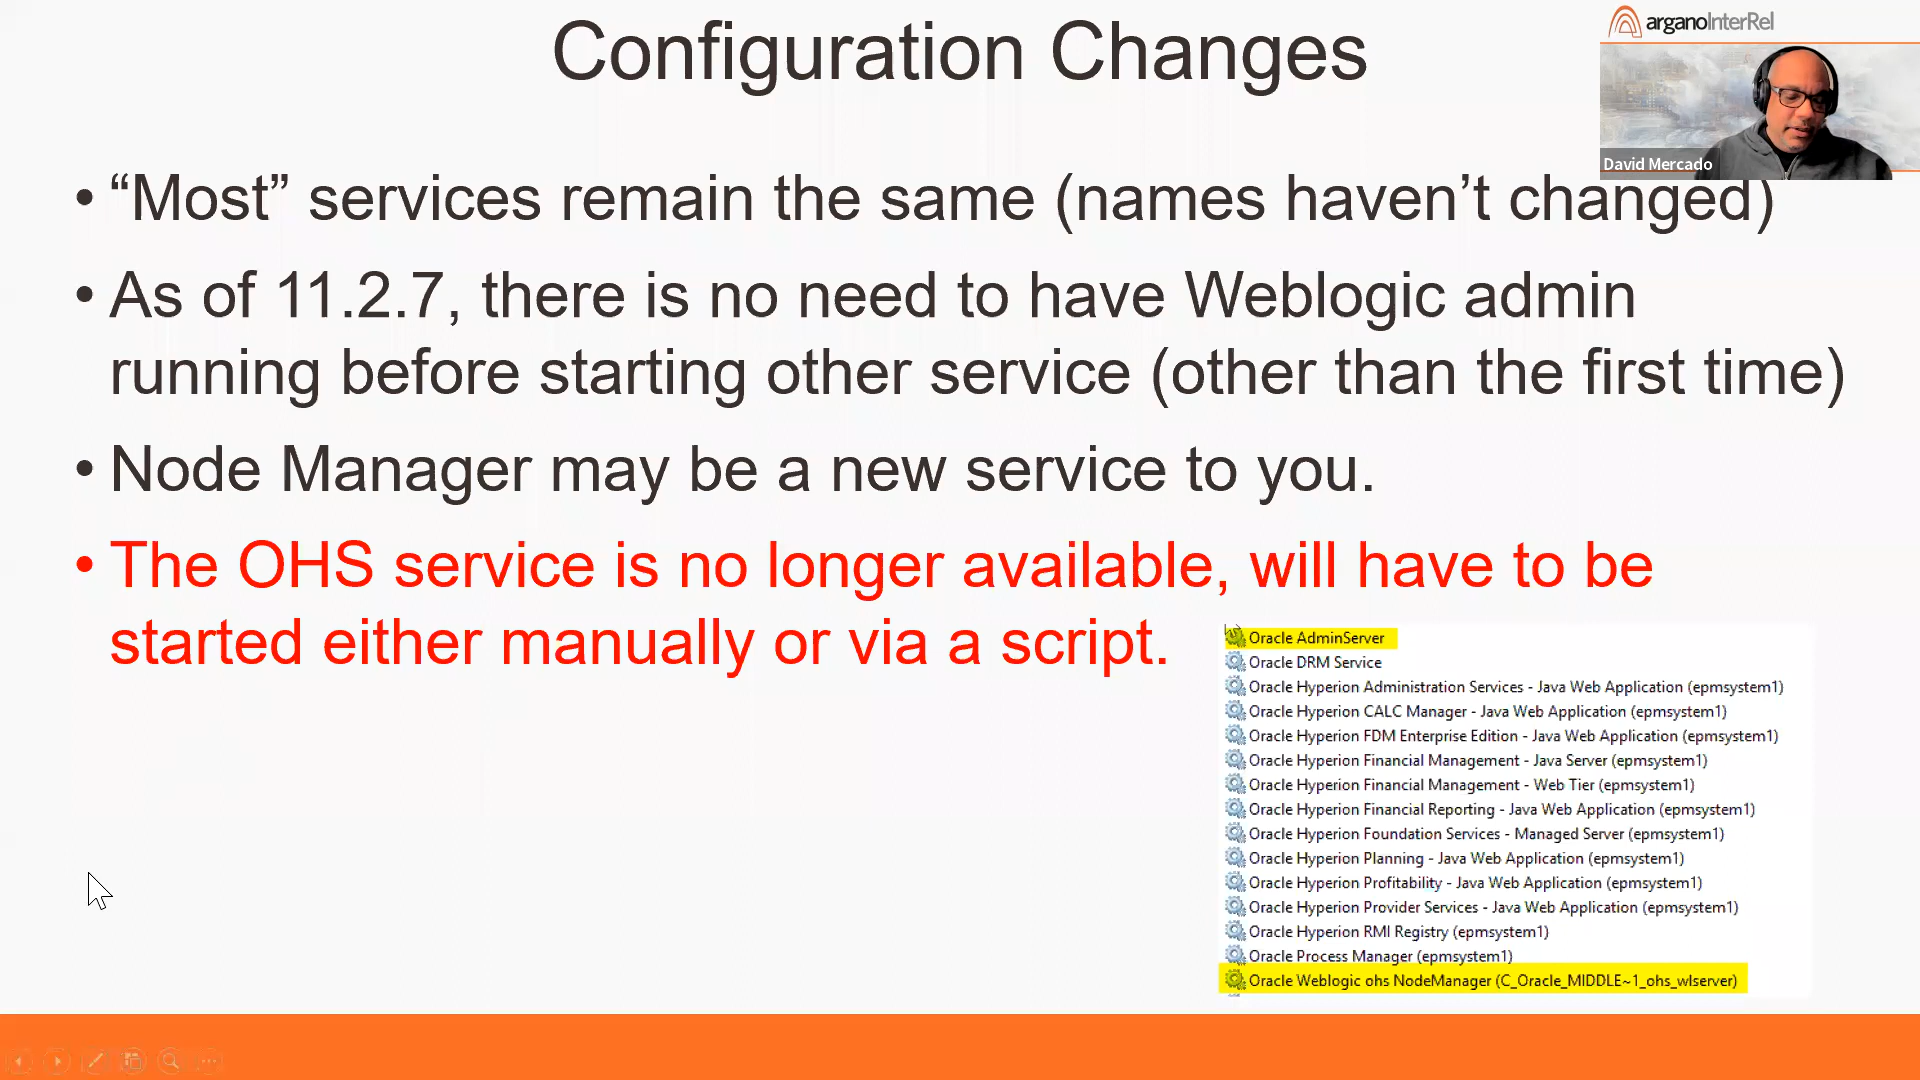 Configuration Changes
arganoInterRel
David Mercado
• “Most” services remain the same (names haven’t changed)
• As of 11.2.7, there is no need to have Weblogic admin
running before starting other service (other than the first time)
• Node Manager may be a new service to you.
• The OHS service is no longer available, will have to be
started either manually or via a script.
Oracle AdminServer
Oracle DRM Service
Oracle Hyperion Administration Services - Java Web Application (epmsystem1)
Oracle Hyperion CALC Manager - Java Web Application (epmsystem1)
Oracle Hyperion FDM Enterprise Edition - Java Web Application (epmsystem1)
Oracle Hyperion Financial Management - Java Server (epmsystem1)
Oracle Hyperion Financial Management - Web Tier (epmsystem1)
Oracle Hyperion Financial Reporting - Java Web Application (epmsystem1)
Oracle Hyperion Foundation Services - Managed Server (epmsystem1)
Oracle Hyperion Planning - Java Web Application (epmsystem1)
Oracle Hyperion Profitability - Java Web Application (epmsystem1)
Oracle Hyperion Provider Services - Java Web Application (epmsystem1)
Oracle Hyperion RMI Registry (epmsystem1)
Oracle Process Manager (epmsystem1)
Oracle Weblogic ohs NodeManager (C_Oracle_MIDDLE~1_ohs_wlserver)